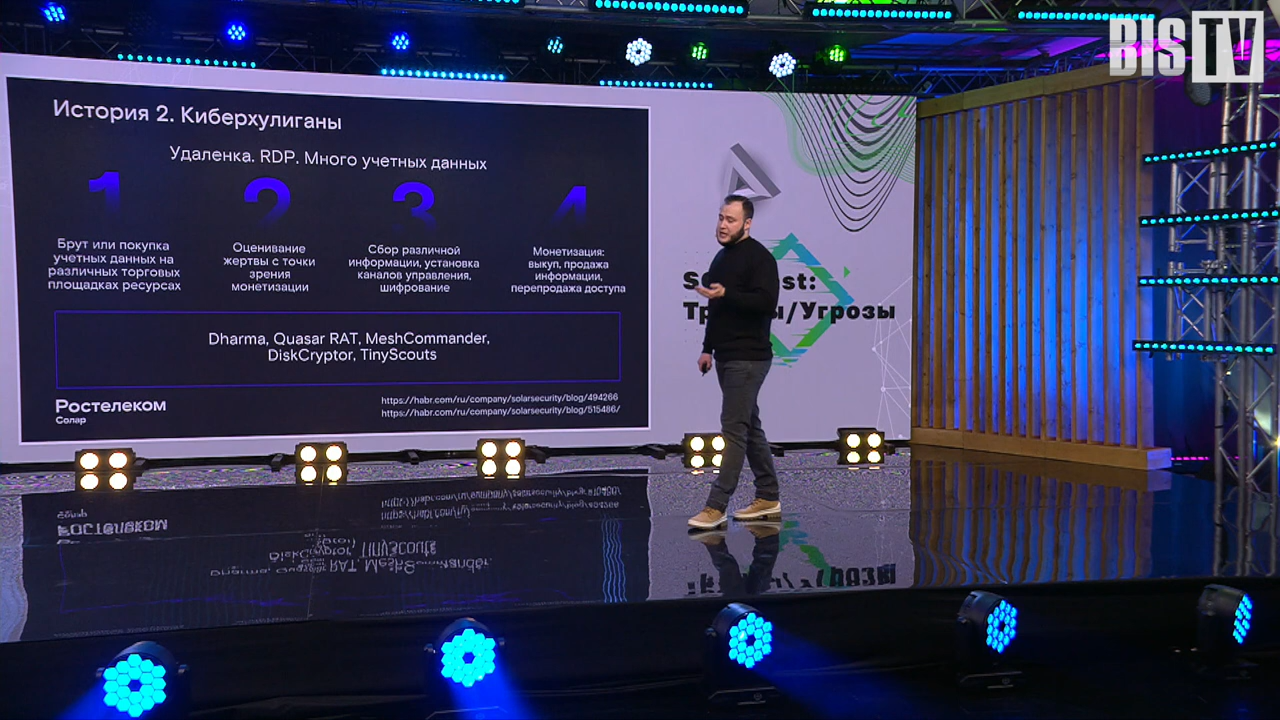 BIS TV
История 2. Киберхулиганы
Удаленка. RDP. Много учетных данных
1
2
3
4
Брут или покупка
учетных данных на
различных торговых
площадках ресурсах
Оценивание
жертвы с точки
зрения
монетизации
Сбор различной
информации, установка
каналов управления,
шифрование
Монетизация:
выкуп, продажа
информации,
перепродажа доступа
Dharma, Quasar RAT, MeshCommander,
DiskCryptor, TinyScouts
Ростелеком
Солар
https://habr.com/ru/company/solarsecurity/blog/494266
https://habr.com/ru/company/solarsecurity/blog/515486/
/Угрозы